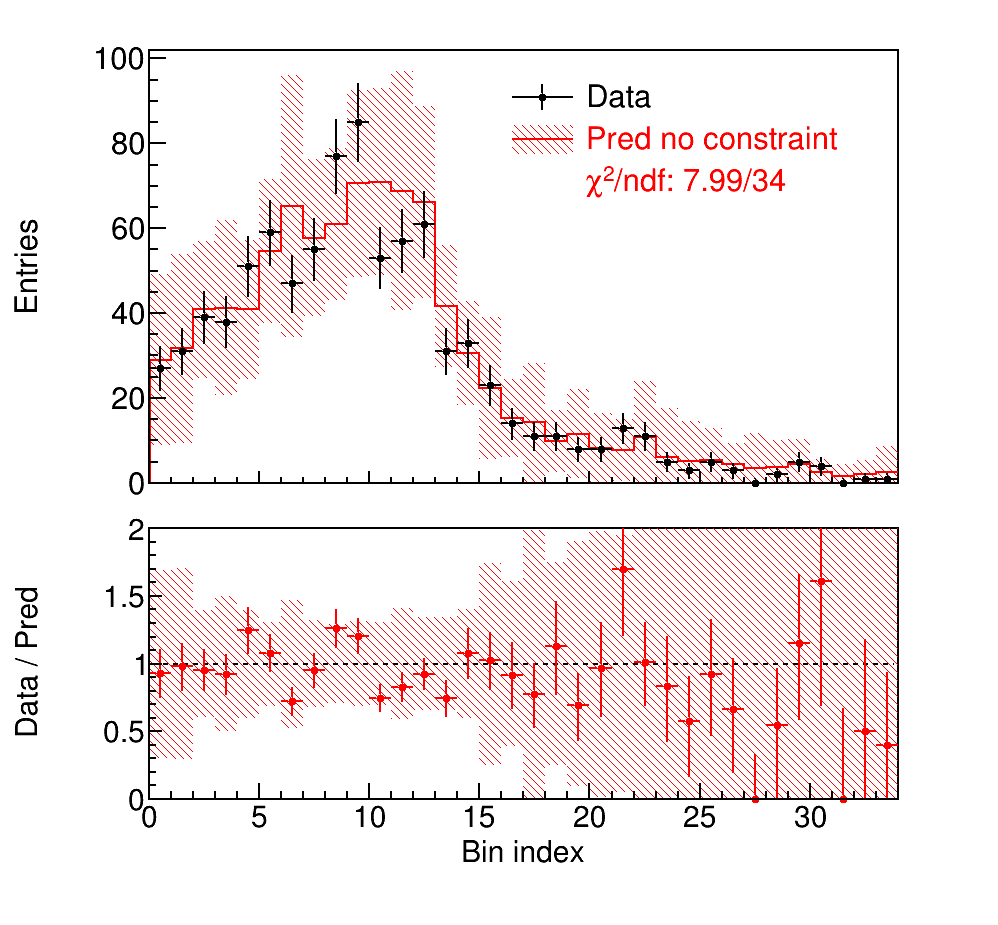 100
80
60
40
20
0
Entries
Data
Pred no constraint
χ²/ndf: 7.99/34
2
1.5
1
0.5
0
Data / Pred
0 5 10 15 20 25 30
Bin index